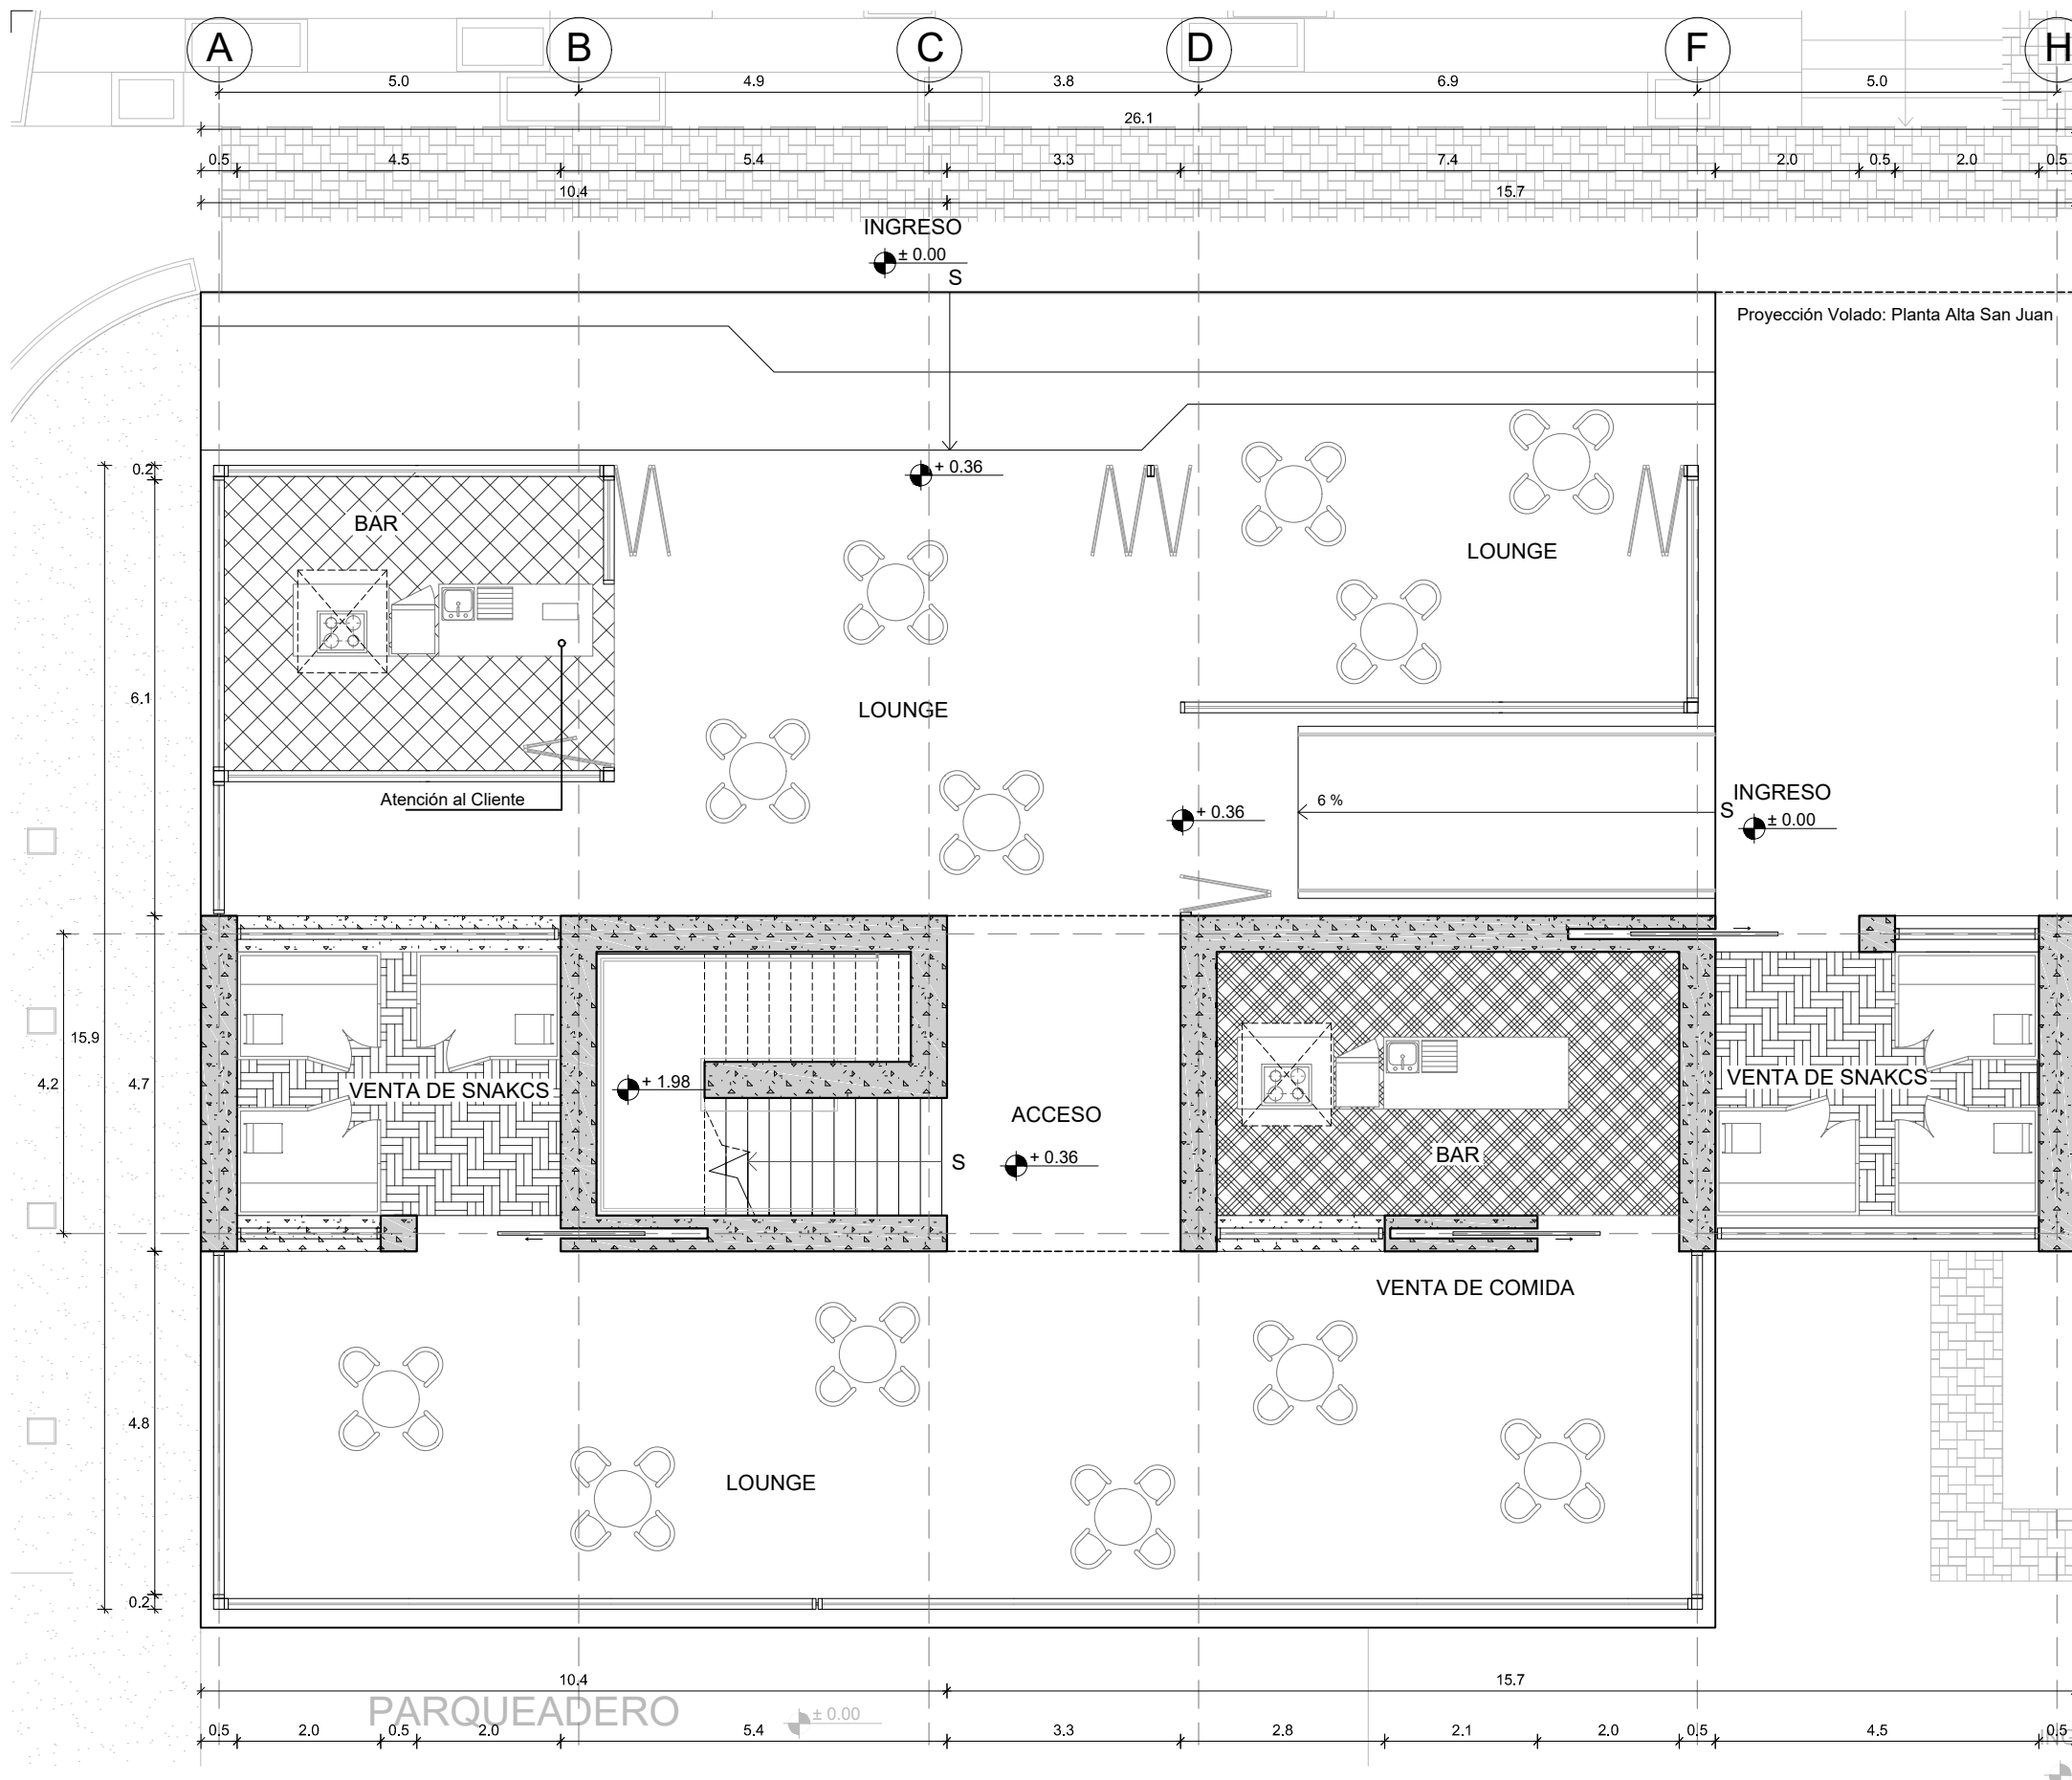 A B C D F H
5.0 4.9 3.8 6.9 5.0
26.1
0.5 4.5 5.4 3.3 7.4 2.0 0.5 2.0 0.5
10.4 15.7
INGRESO
± 0.00
S
Proyección Volado: Planta Alta San Juan
0.2
+ 0.36
BAR
LOUNGE
6.1
LOUNGE
Atención al Cliente
+ 0.36
6 %
S
INGRESO
± 0.00
15.9
4.2
4.7
VENTA DE SNAKCS
+ 1.98
ACCESO
+ 0.36
S
BAR
VENTA DE SNAKCS
VENTA DE COMIDA
4.8
LOUNGE
0.2
10.4 15.7
PARQUEADERO
± 0.00
0.5 2.0 0.5 2.0 5.4 3.3 2.8 2.1 2.0 0.5 4.5 0.5